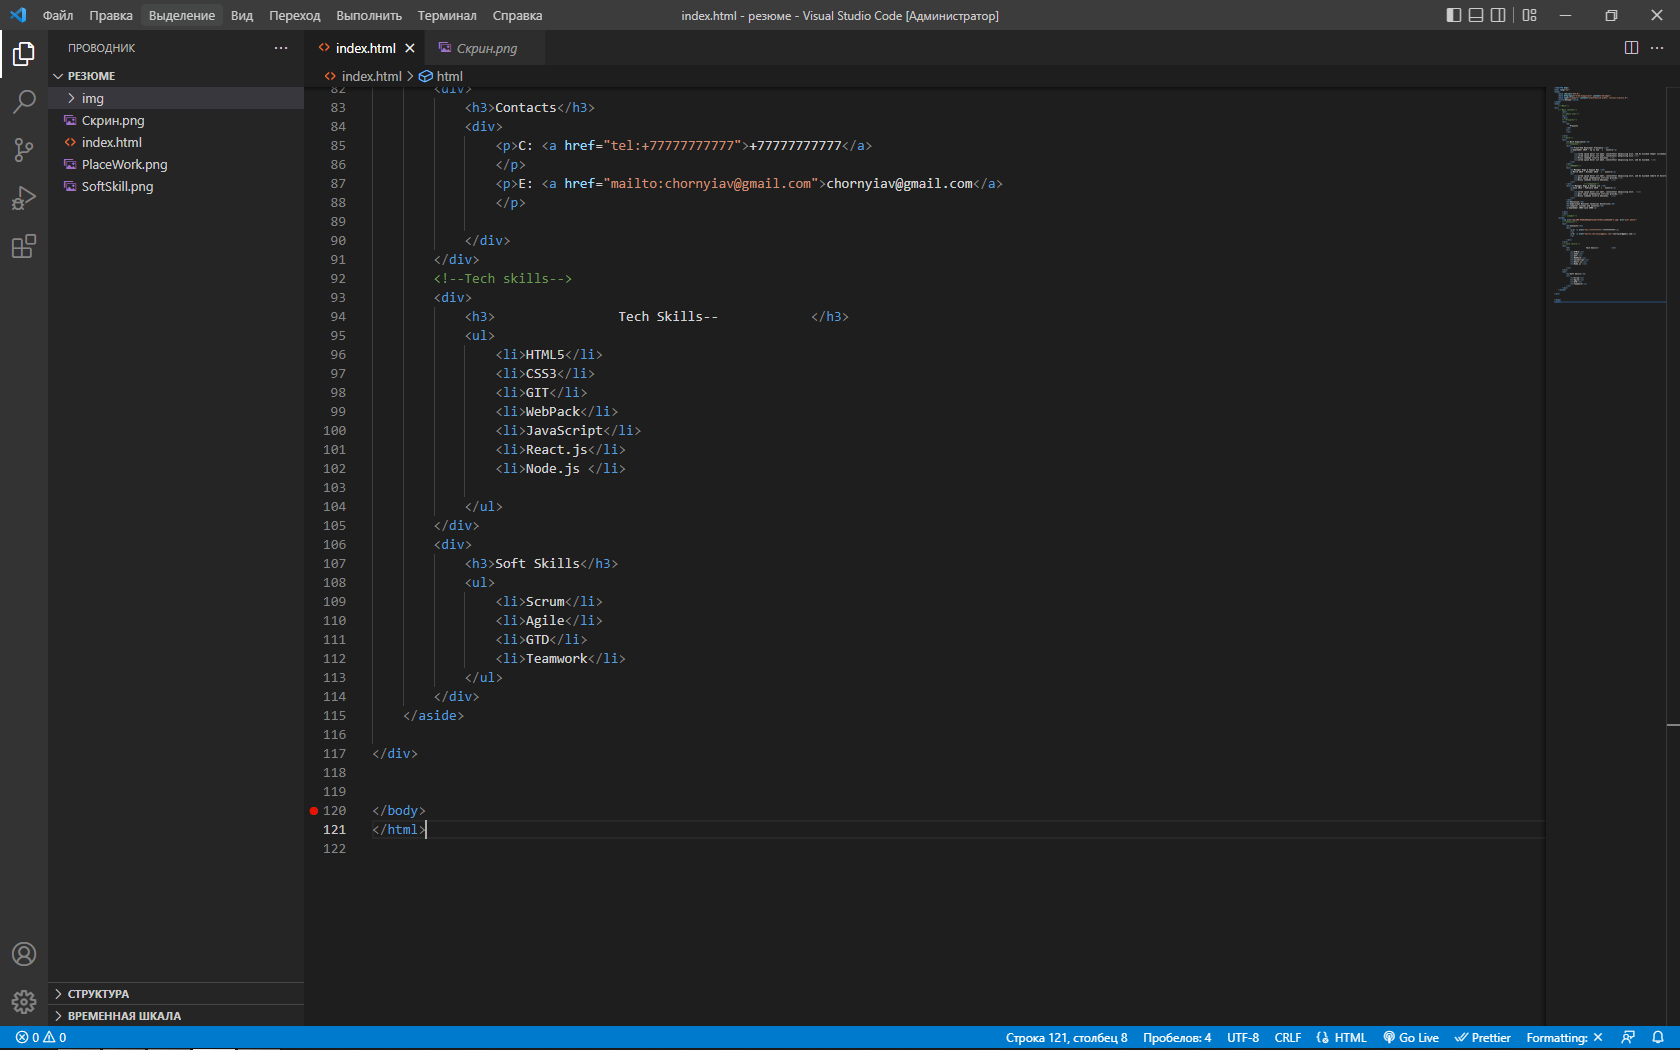 Файл Правка Выделение Вид Переход Выполнить Терминал Справка
index.html - резюме - Visual Studio Code [Администратор]
ПРОВОДНИК
РЕЗЮМЕ
img
Скрин.png
index.html
PlaceWork.png
SoftSkill.png
СТРУКТУРА
ВРЕМЕННАЯ ШКАЛА
index.html Скрин.png
index.html > html
82 <div>
83 <h3>Contacts</h3>
84 <div>
85 <p>C: <a href="tel:+77777777777">+77777777777</a>
86 </p>
87 <p>E: <a href="mailto:chornyiav@gmail.com">chornyiav@gmail.com</a>
88 </p>
89
90 </div>
91 </div>
92 <!--Tech skills-->
93 <div>
94 <h3> Tech Skills-- </h3>
95 <ul>
96 <li>HTML5</li>
97 <li>CSS3</li>
98 <li>GIT</li>
99 <li>WebPack</li>
100 <li>JavaScript</li>
101 <li>React.js</li>
102 <li>Node.js </li>
103
104 </ul>
105 </div>
106 <div>
107 <h3>Soft Skills</h3>
108 <ul>
109 <li>Scrum</li>
110 <li>Agile</li>
111 <li>GTD</li>
112 <li>Teamwork</li>
113 </ul>
114 </div>
115 </aside>
116
117 </div>
118
119
120 </body>
121 </html>
122
0 0 Строка 121, столбец 8 Пробелов: 4 UTF-8 CRLF HTML Go Live Prettier Formatting: ×